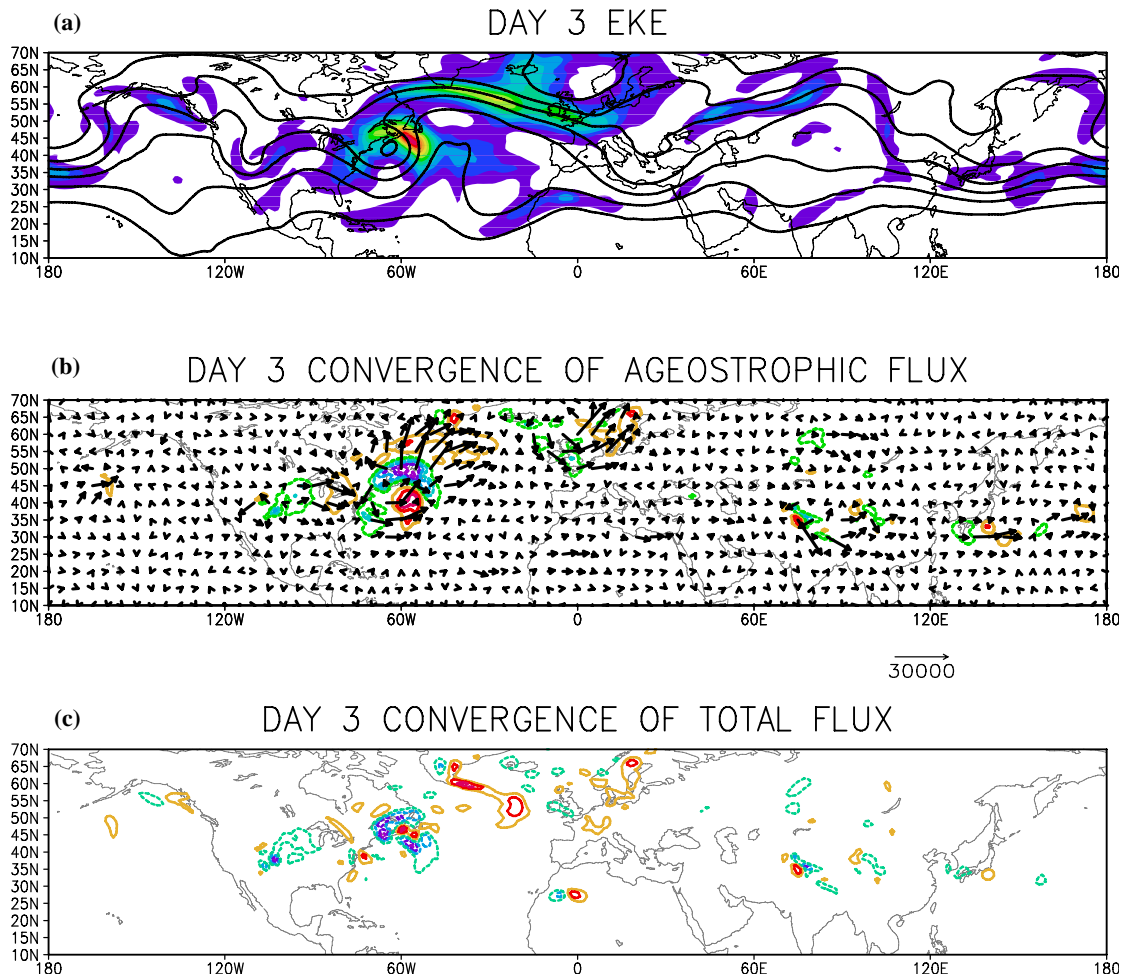 (a) DAY 3 EKE
70N
65N
60N
55N
50N
45N
40N
35N
30N
25N
20N
15N
10N
180 120W 60W 0 60E 120E 180
(b) DAY 3 CONVERGENCE OF AGEOSTROPHIC FLUX
70N
65N
60N
55N
50N
45N
40N
35N
30N
25N
20N
15N
10N
180 120W 60W 0 60E 120E 180
30000
(c) DAY 3 CONVERGENCE OF TOTAL FLUX
70N
65N
60N
55N
50N
45N
40N
35N
30N
25N
20N
15N
10N
180 120W 60W 0 60E 120E 180